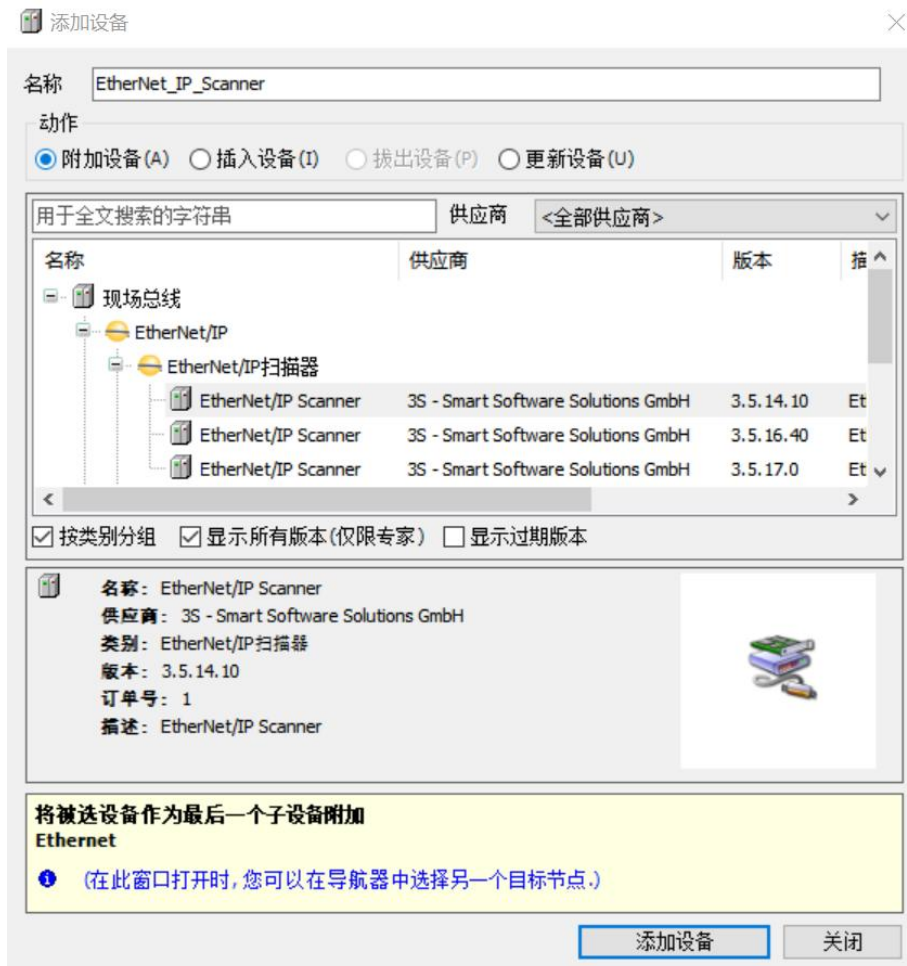 添加设备
名称 EtherNet_IP_Scanner
动作
附加设备(A) 插入设备(I) 拔出设备(P) 更新设备(U)
用于全文搜索的字符串 供应商 <全部供应商>
名称 供应商 版本 描
现场总线
EtherNet/IP
EtherNet/IP扫描器
EtherNet/IP Scanner 3S - Smart Software Solutions GmbH 3.5.14.10 Et
EtherNet/IP Scanner 3S - Smart Software Solutions GmbH 3.5.16.40 Et
EtherNet/IP Scanner 3S - Smart Software Solutions GmbH 3.5.17.0 Et
按类别分组 显示所有版本(仅限专家) 显示过期版本
名称: EtherNet/IP Scanner
供应商: 3S - Smart Software Solutions GmbH
类别: EtherNet/IP扫描器
版本: 3.5.14.10
订单号: 1
描述: EtherNet/IP Scanner
将被选设备作为最后一个子设备附加
Ethernet
(在此窗口打开时,您可以在导航器中选择另一个目标节点.)
添加设备 关闭